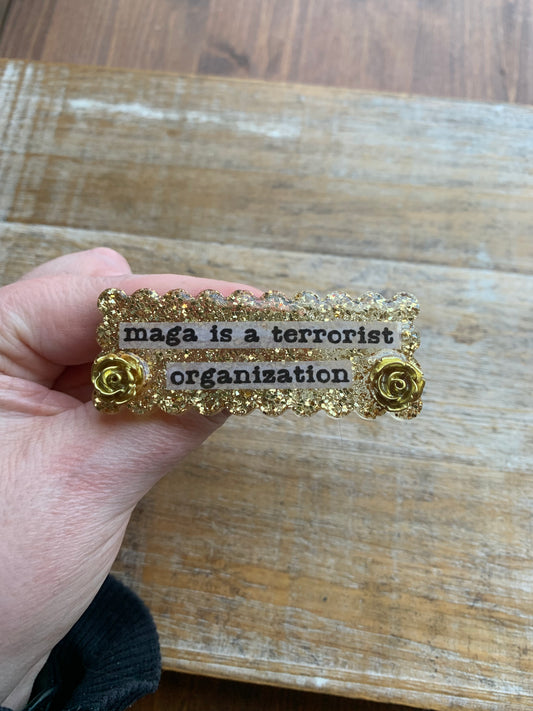 maga is a terrorist
organization